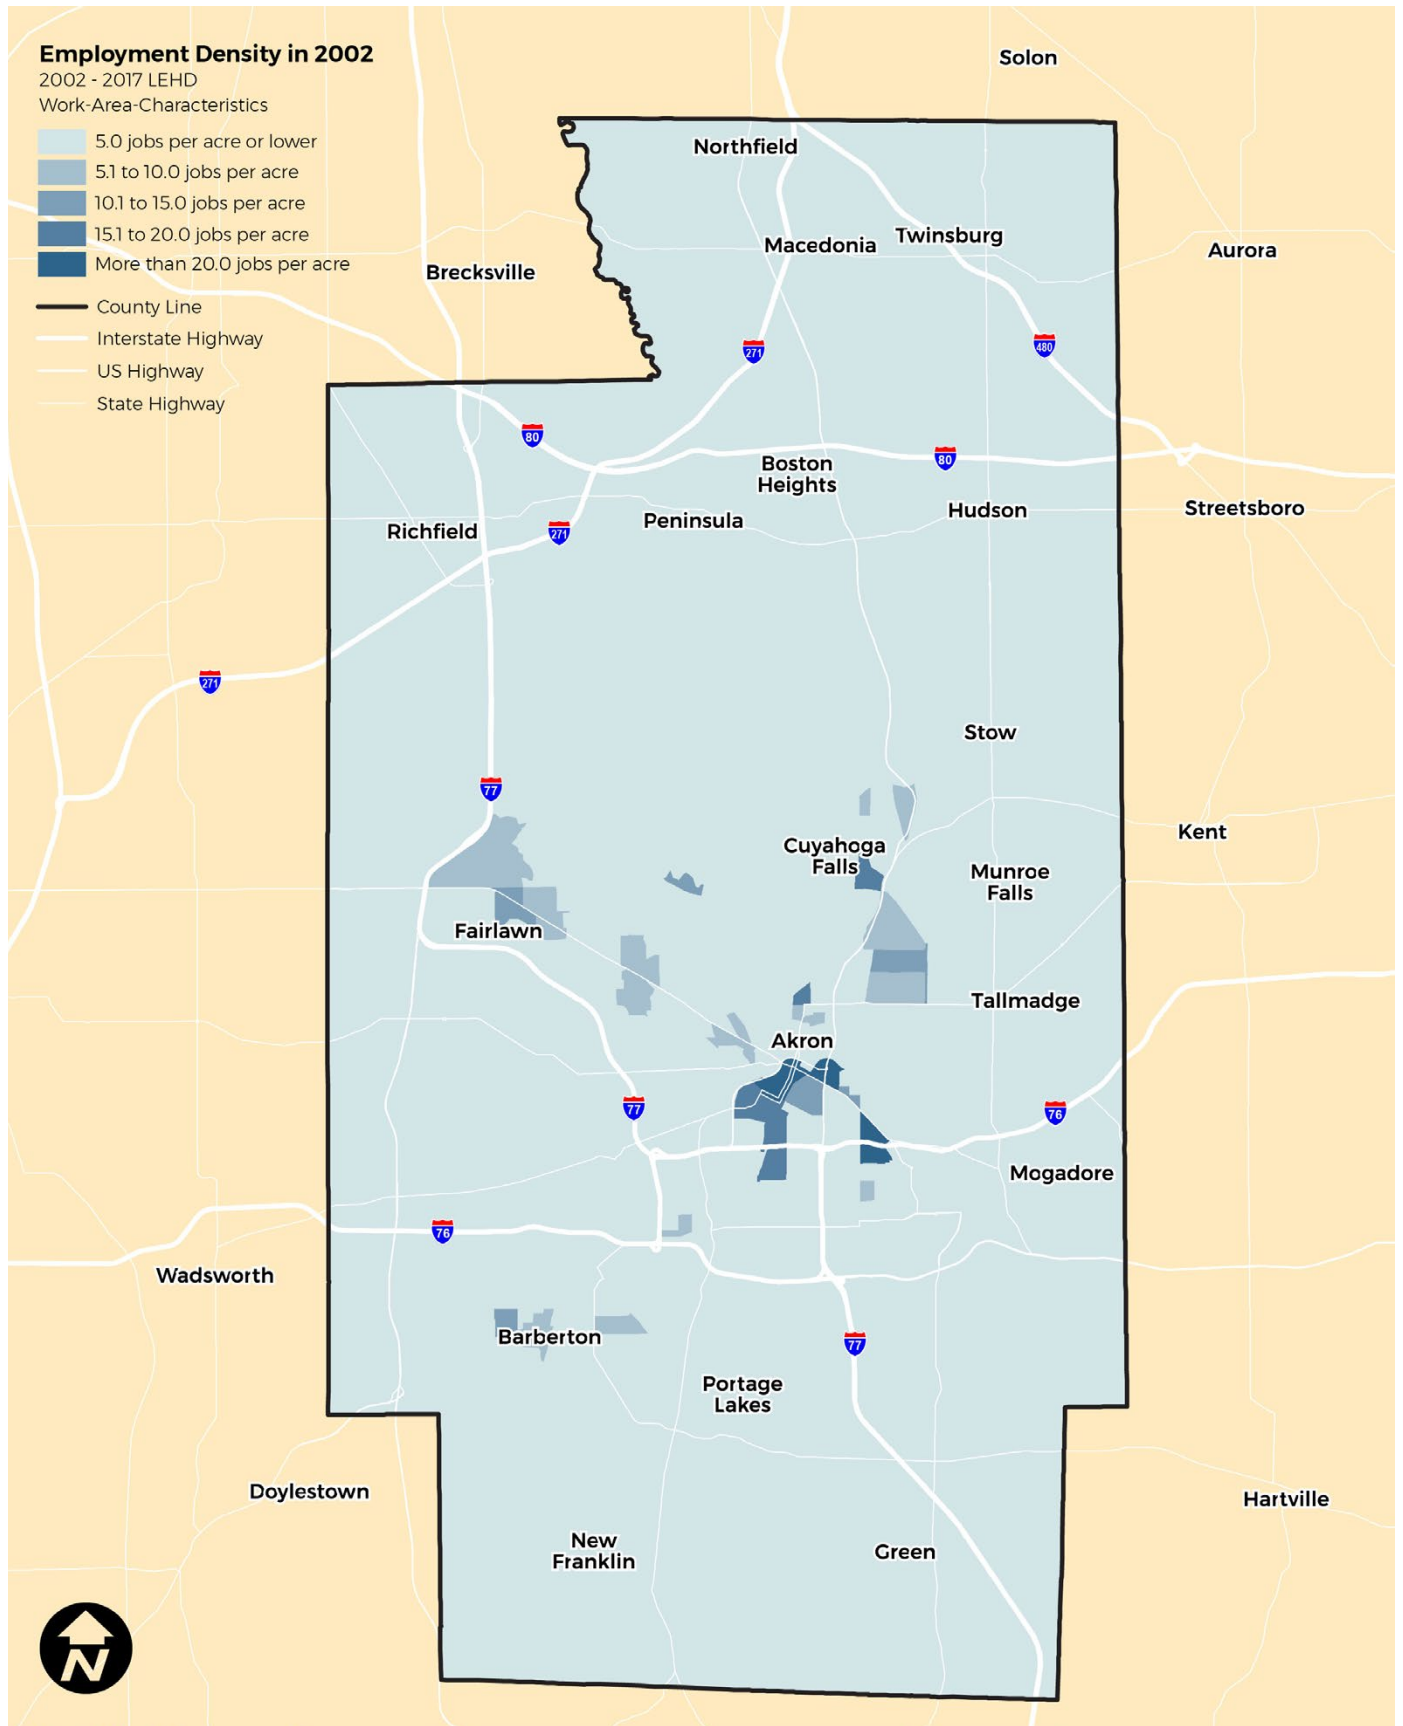 Employment Density in 2002
2002 - 2017 LEHD
Work-Area-Characteristics
5.0 jobs per acre or lower
5.1 to 10.0 jobs per acre
10.1 to 15.0 jobs per acre
15.1 to 20.0 jobs per acre
More than 20.0 jobs per acre
County Line
Interstate Highway
US Highway
State Highway
Solon
Northfield
Twinsburg
Macedonia
Aurora
Brecksville
480
271
80
80
Boston
Heights
Streetsboro
Hudson
Peninsula
Richfield
271
271
Stow
77
Kent
Cuyahoga
Falls
Munroe
Falls
Fairlawn
Tallmadge
Akron
77
76
Mogadore
76
Wadsworth
Barberton
77
Portage
Lakes
Doylestown
Hartville
New
Franklin
Green
N